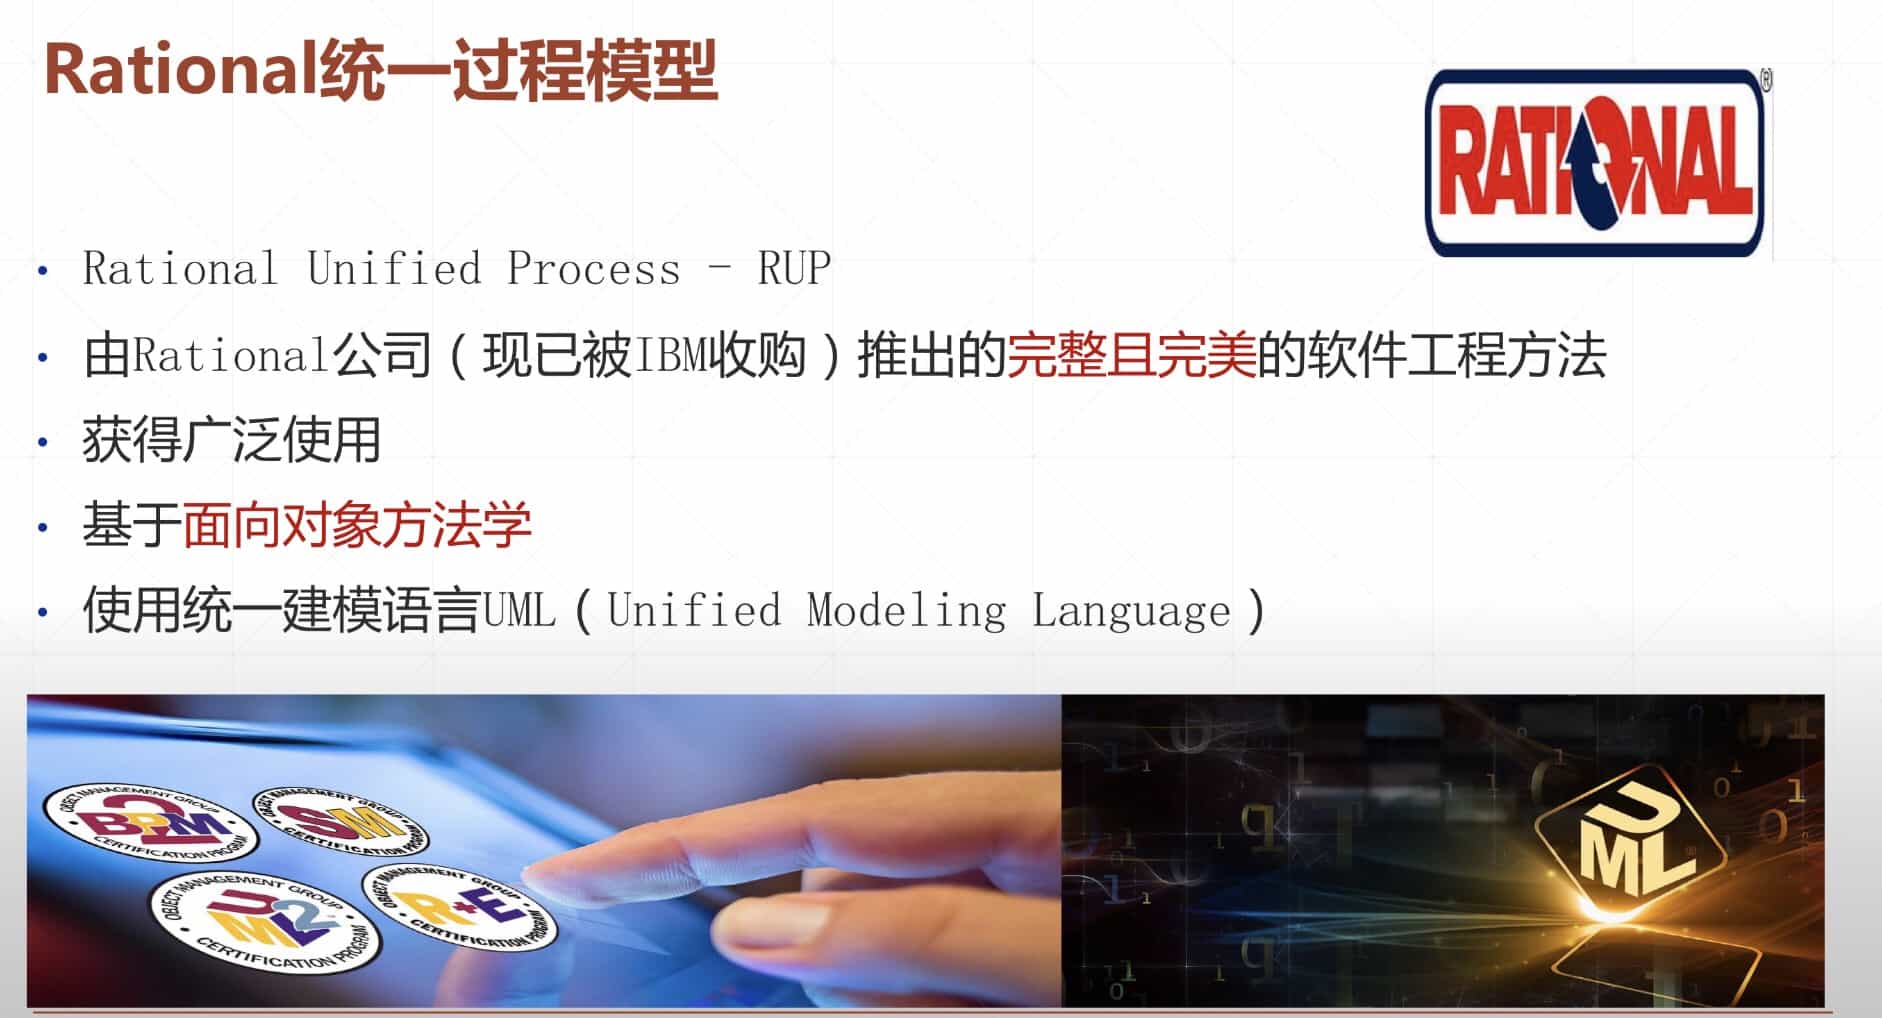 Rational统一过程模型
RATIONAL®
Rational Unified Process - RUP
由Rational公司（现已被IBM收购）推出的完整且完美的软件工程方法
获得广泛使用
基于面向对象方法学
使用统一建模语言UML（Unified Modeling Language）
OBJECT MANAGEMENT GROUP
BPM 2
CERTIFICATION PROGRAM
OBJECT MANAGEMENT GROUP
SM
CERTIFICATION PROGRAM
OBJECT MANAGEMENT GROUP
UML2
CERTIFICATION PROGRAM
OBJECT MANAGEMENT GROUP
R+E
CERTIFICATION PROGRAM
UML